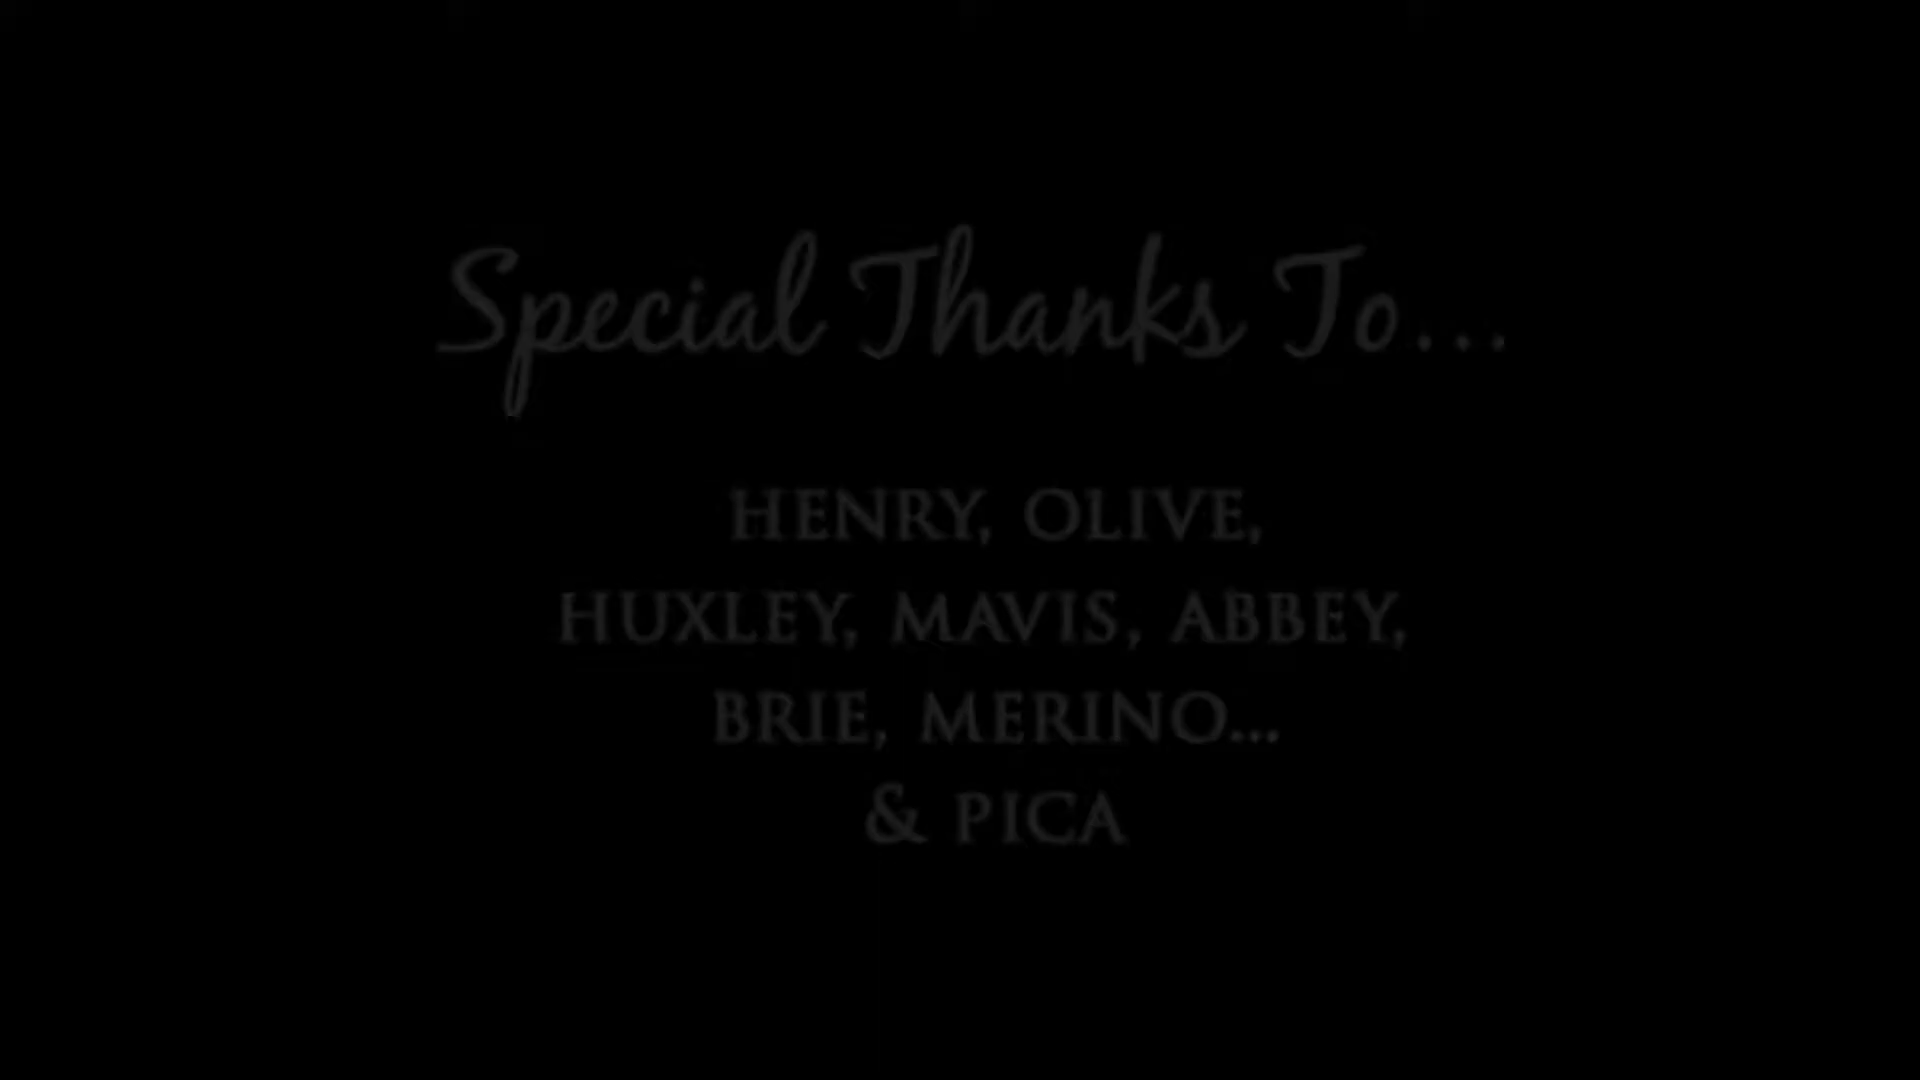 Special Thanks To...
HENRY, OLIVE,
HUXLEY, MAVIS, ABBEY,
BRIE, MERINO...
& PICA